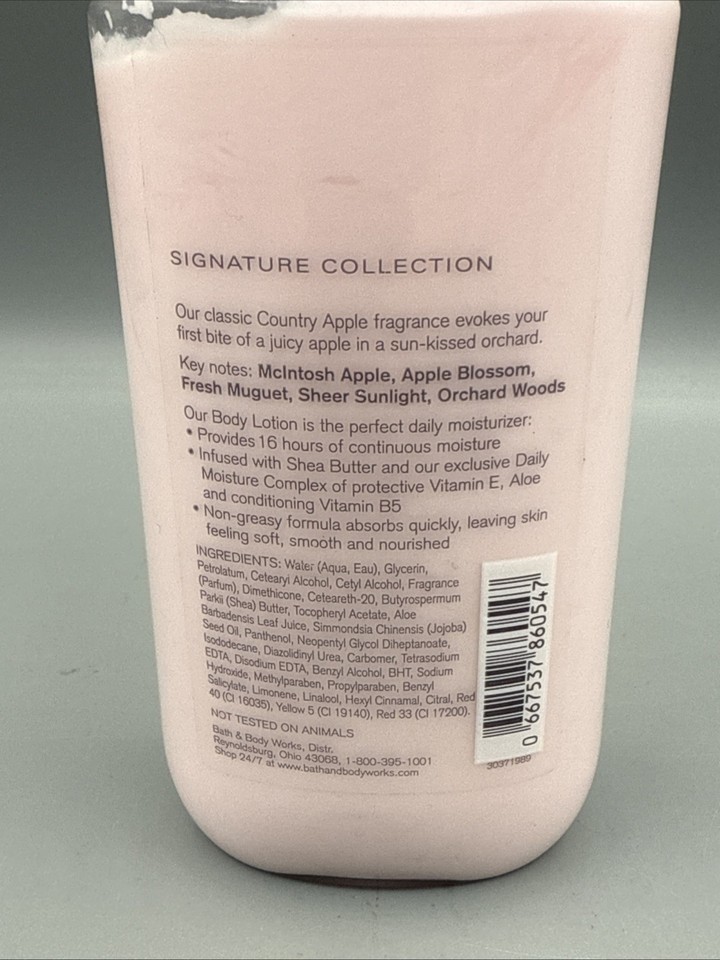 SIGNATURE COLLECTION
Our classic Country Apple fragrance evokes your
first bite of a juicy apple in a sun-kissed orchard.
Key notes: McIntosh Apple, Apple Blossom,
Fresh Muguet, Sheer Sunlight, Orchard Woods
Our Body Lotion is the perfect daily moisturizer:
• Provides 16 hours of continuous moisture
• Infused with Shea Butter and our exclusive Daily
Moisture Complex of protective Vitamin E, Aloe
and conditioning Vitamin B5
• Non-greasy formula absorbs quickly, leaving skin
feeling soft, smooth and nourished
INGREDIENTS: Water (Aqua, Eau), Glycerin,
Petrolatum, Cetearyl Alcohol, Cetyl Alcohol, Fragrance
(Parfum), Dimethicone, Ceteareth-20, Butyrospermum
Parkii (Shea) Butter, Tocopheryl Acetate, Aloe
Barbadensis Leaf Juice, Simmondsia Chinensis (Jojoba)
Seed Oil, Panthenol, Neopentyl Glycol Diheptanoate,
Isododecane, Diazolidinyl Urea, Carbomer, Tetrasodium
EDTA, Disodium EDTA, Benzyl Alcohol, BHT, Sodium
Hydroxide, Methylparaben, Propylparaben, Benzyl
Salicylate, Limonene, Linalool, Hexyl Cinnamal, Citral, Red
40 (CI 16035), Yellow 5 (CI 19140), Red 33 (CI 17200).
NOT TESTED ON ANIMALS
Bath & Body Works, Distr.
Reynoldsburg, Ohio 43068, 1-800-395-1001
Shop 24/7 at www.bathandbodyworks.com
0 667537 860547
30371989